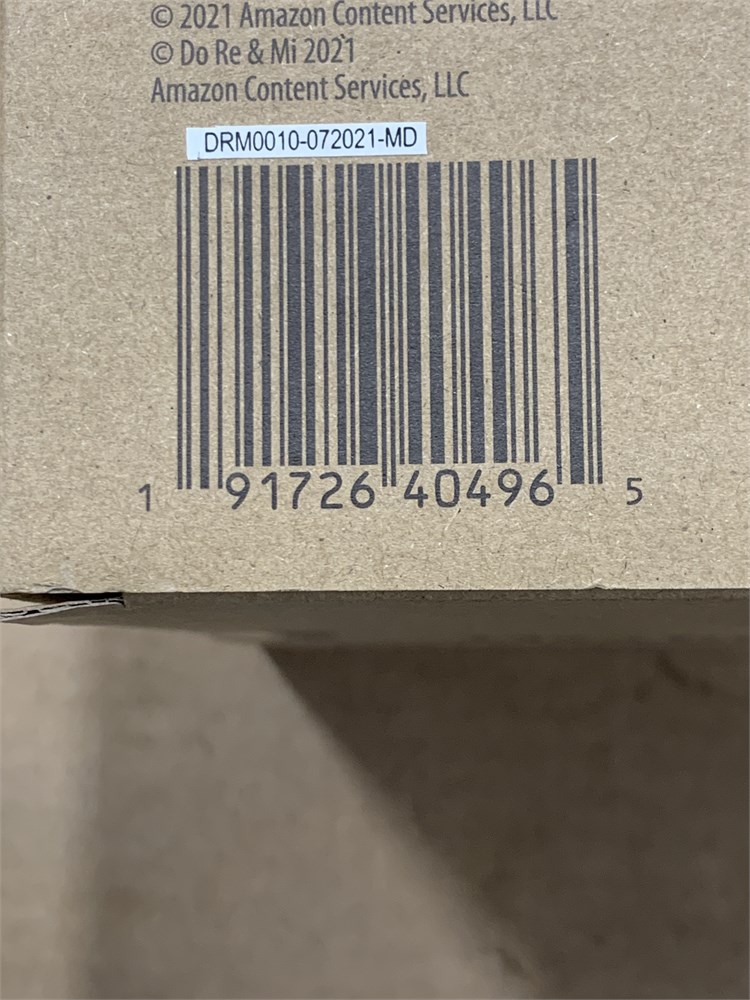 © 2021 Amazon Content Services, LLC
© Do Re & Mi 2021
Amazon Content Services, LLC
DRM0010-072021-MD
1 91726 40496 5